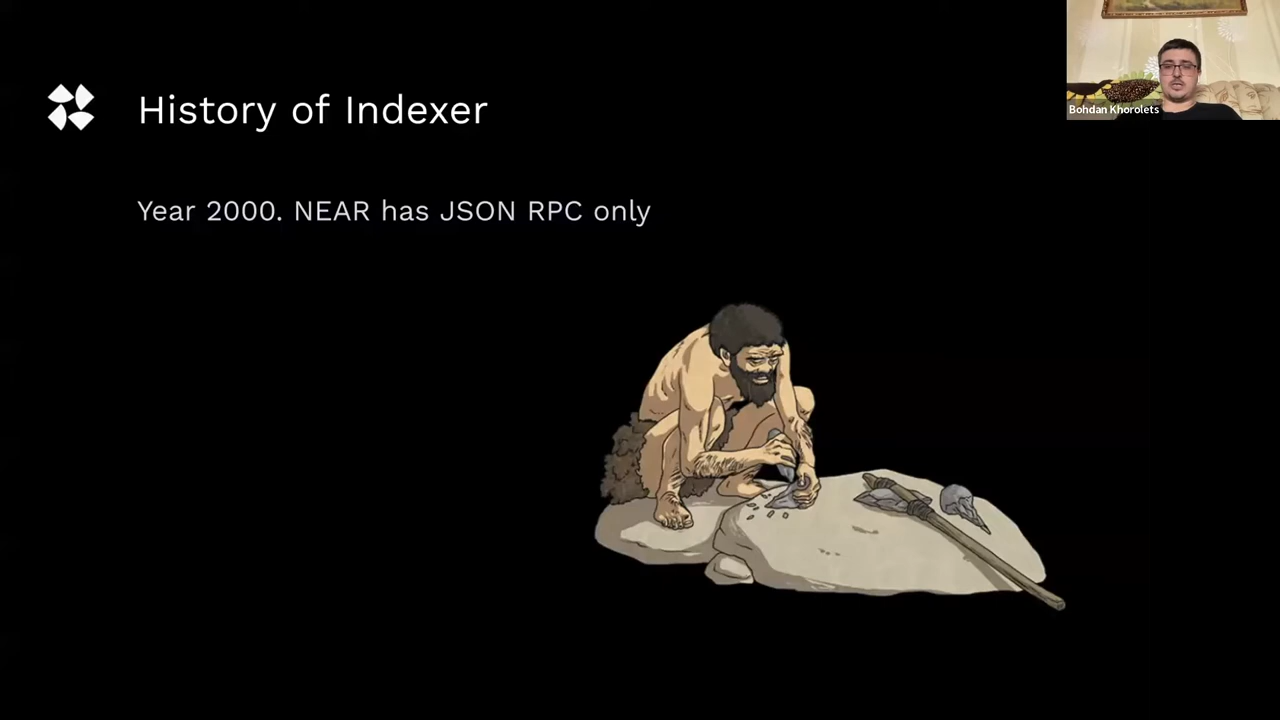 History of Indexer
Year 2000. NEAR has JSON RPC only
Bohdan Khorolets